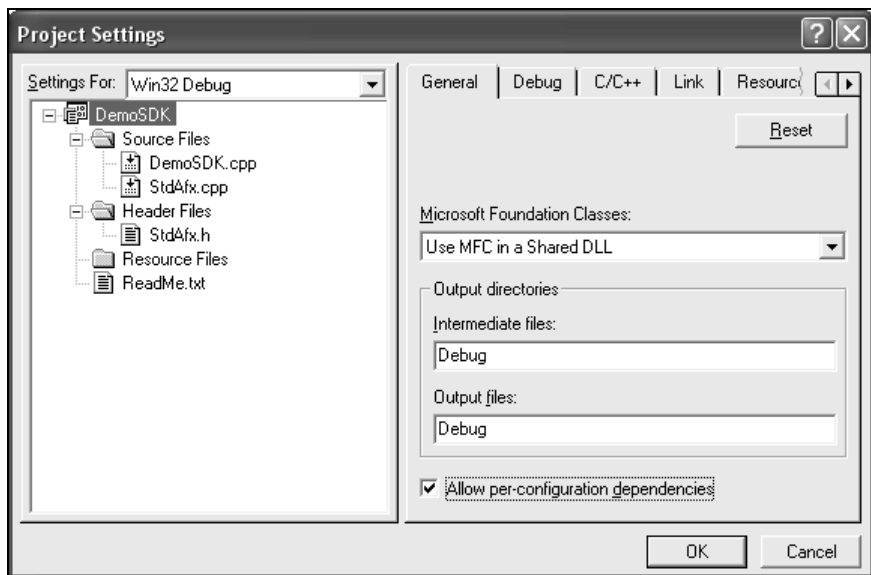 Project Settings
Settings For: Win32 Debug
DemoSDK
Source Files
DemoSDK.cpp
StdAfx.cpp
Header Files
StdAfx.h
Resource Files
ReadMe.txt
General Debug C/C++ Link Resourc
Reset
Microsoft Foundation Classes:
Use MFC in a Shared DLL
Output directories
Intermediate files:
Debug
Output files:
Debug
Allow per-configuration dependencies
OK Cancel